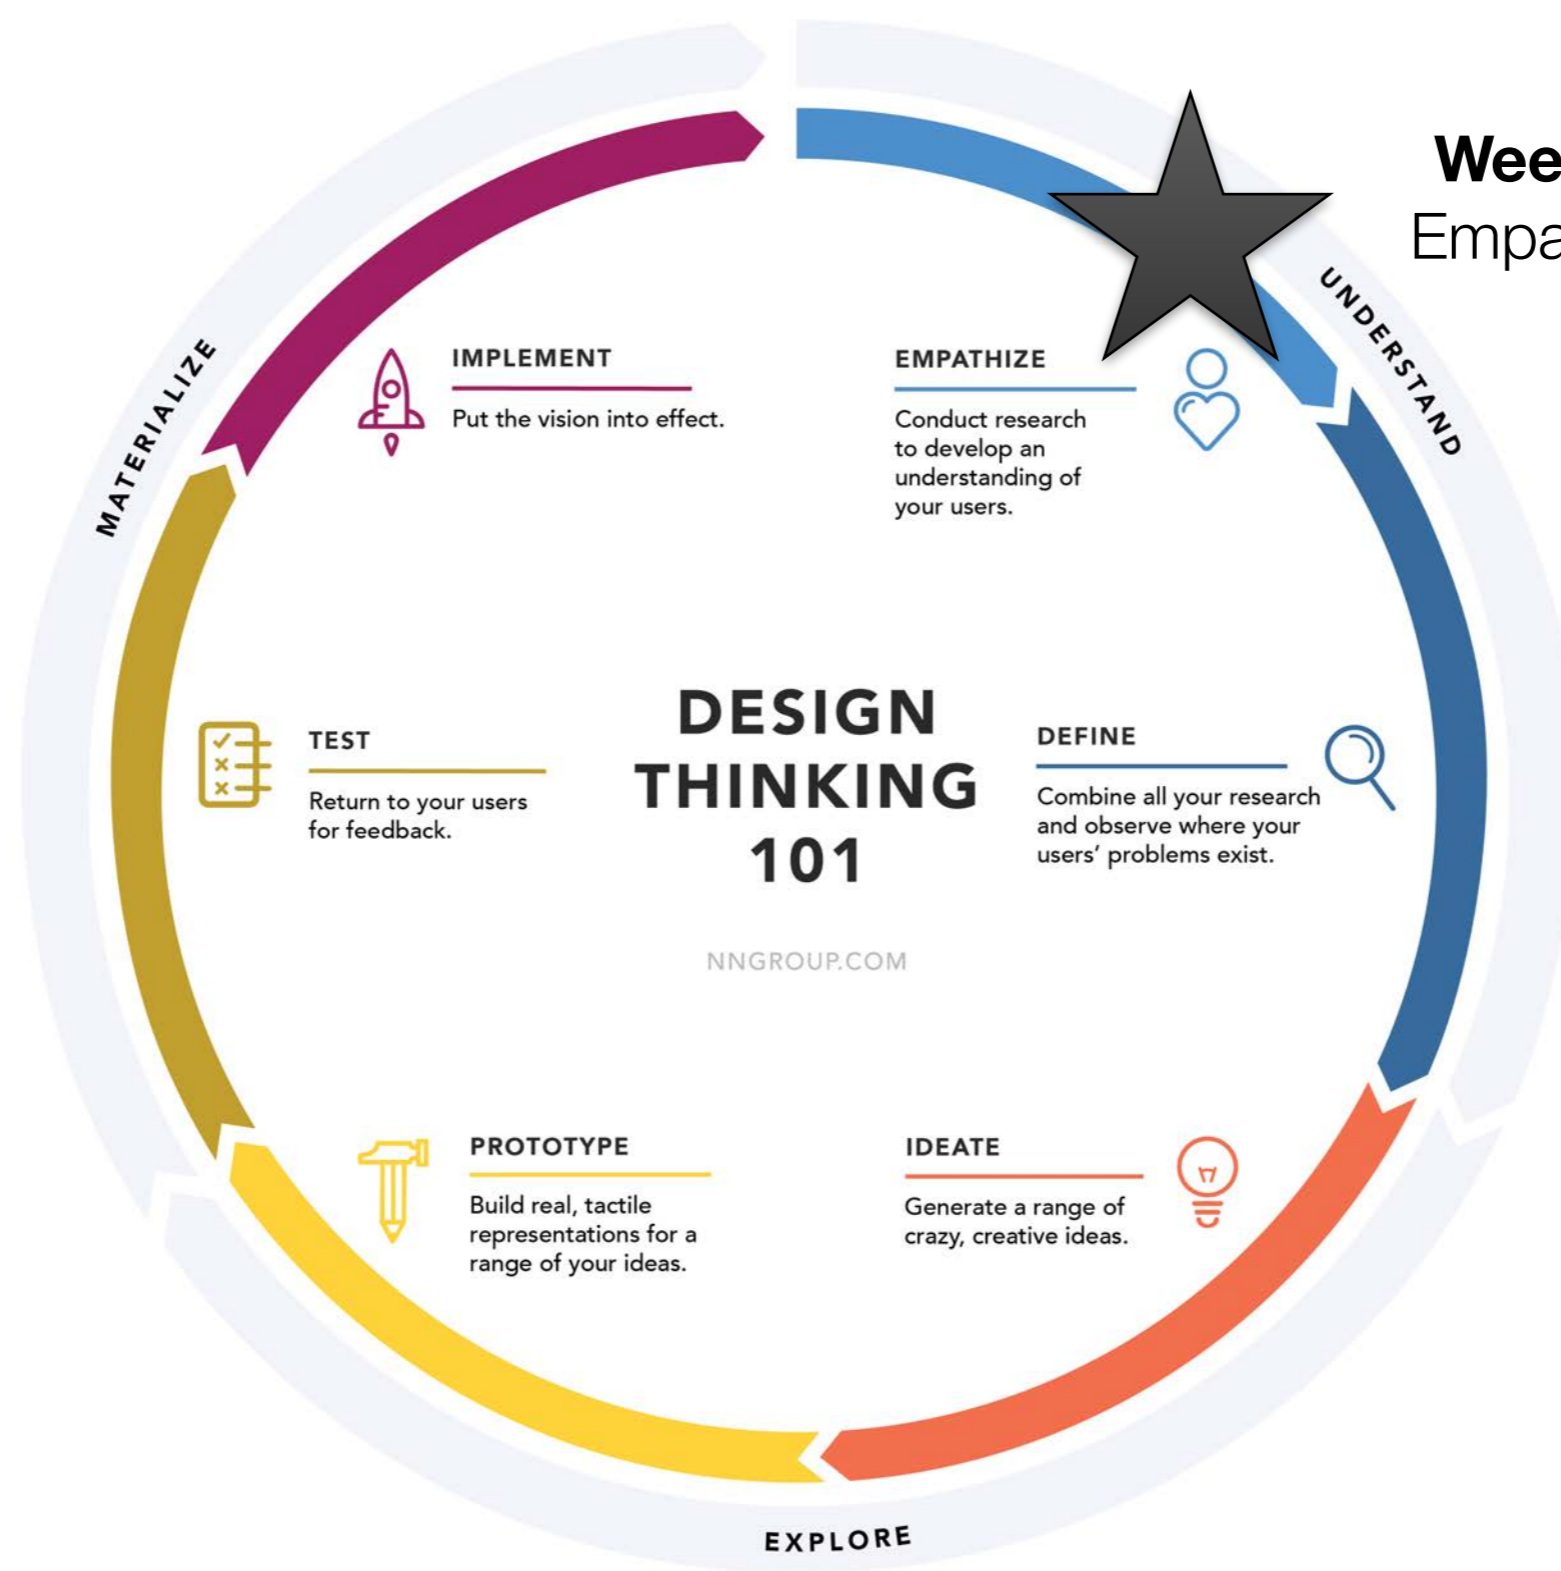 Wee
Empa
UNDERSTAND
MATERIALIZE
IMPLEMENT
Put the vision into effect.
EMPATHIZE
Conduct research
to develop an
understanding of
your users.
TEST
Return to your users
for feedback.
DESIGN
THINKING
101
NNGROUP.COM
DEFINE
Combine all your research
and observe where your
users’ problems exist.
PROTOTYPE
Build real, tactile
representations for a
range of your ideas.
IDEATE
Generate a range of
crazy, creative ideas.
EXPLORE